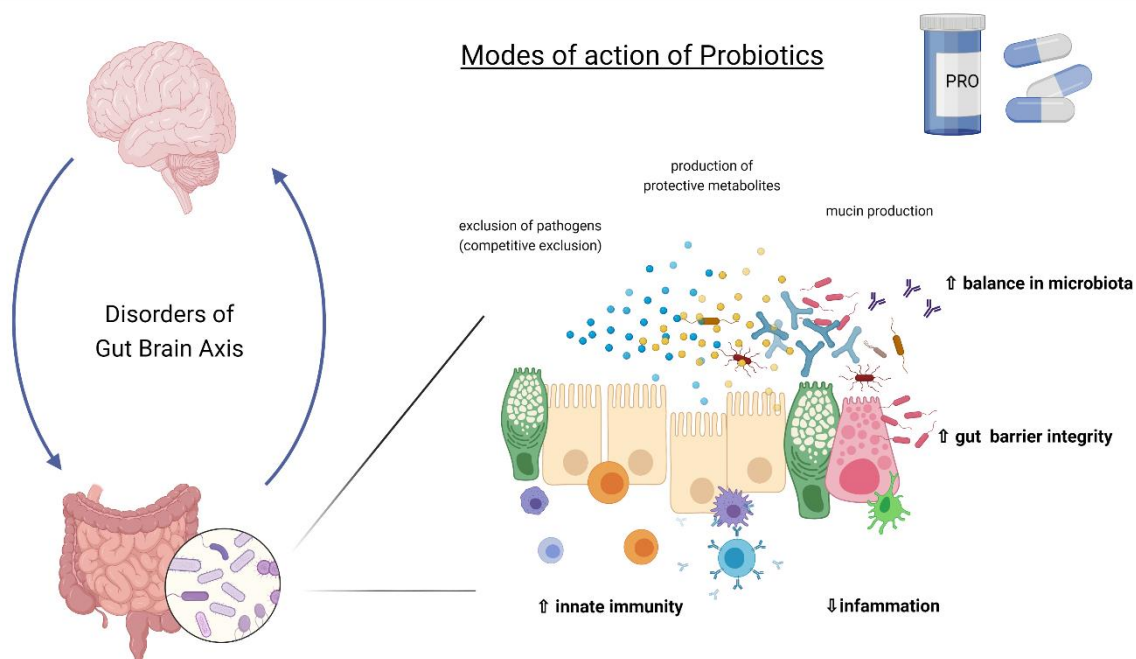 Modes of action of Probiotics
PRO
production of
protective metabolites
mucin production
exclusion of pathogens
(competitive exclusion)
⇧ balance in microbiota
Disorders of
Gut Brain Axis
⇧ gut barrier integrity
⇧ innate immunity
⇩infammation